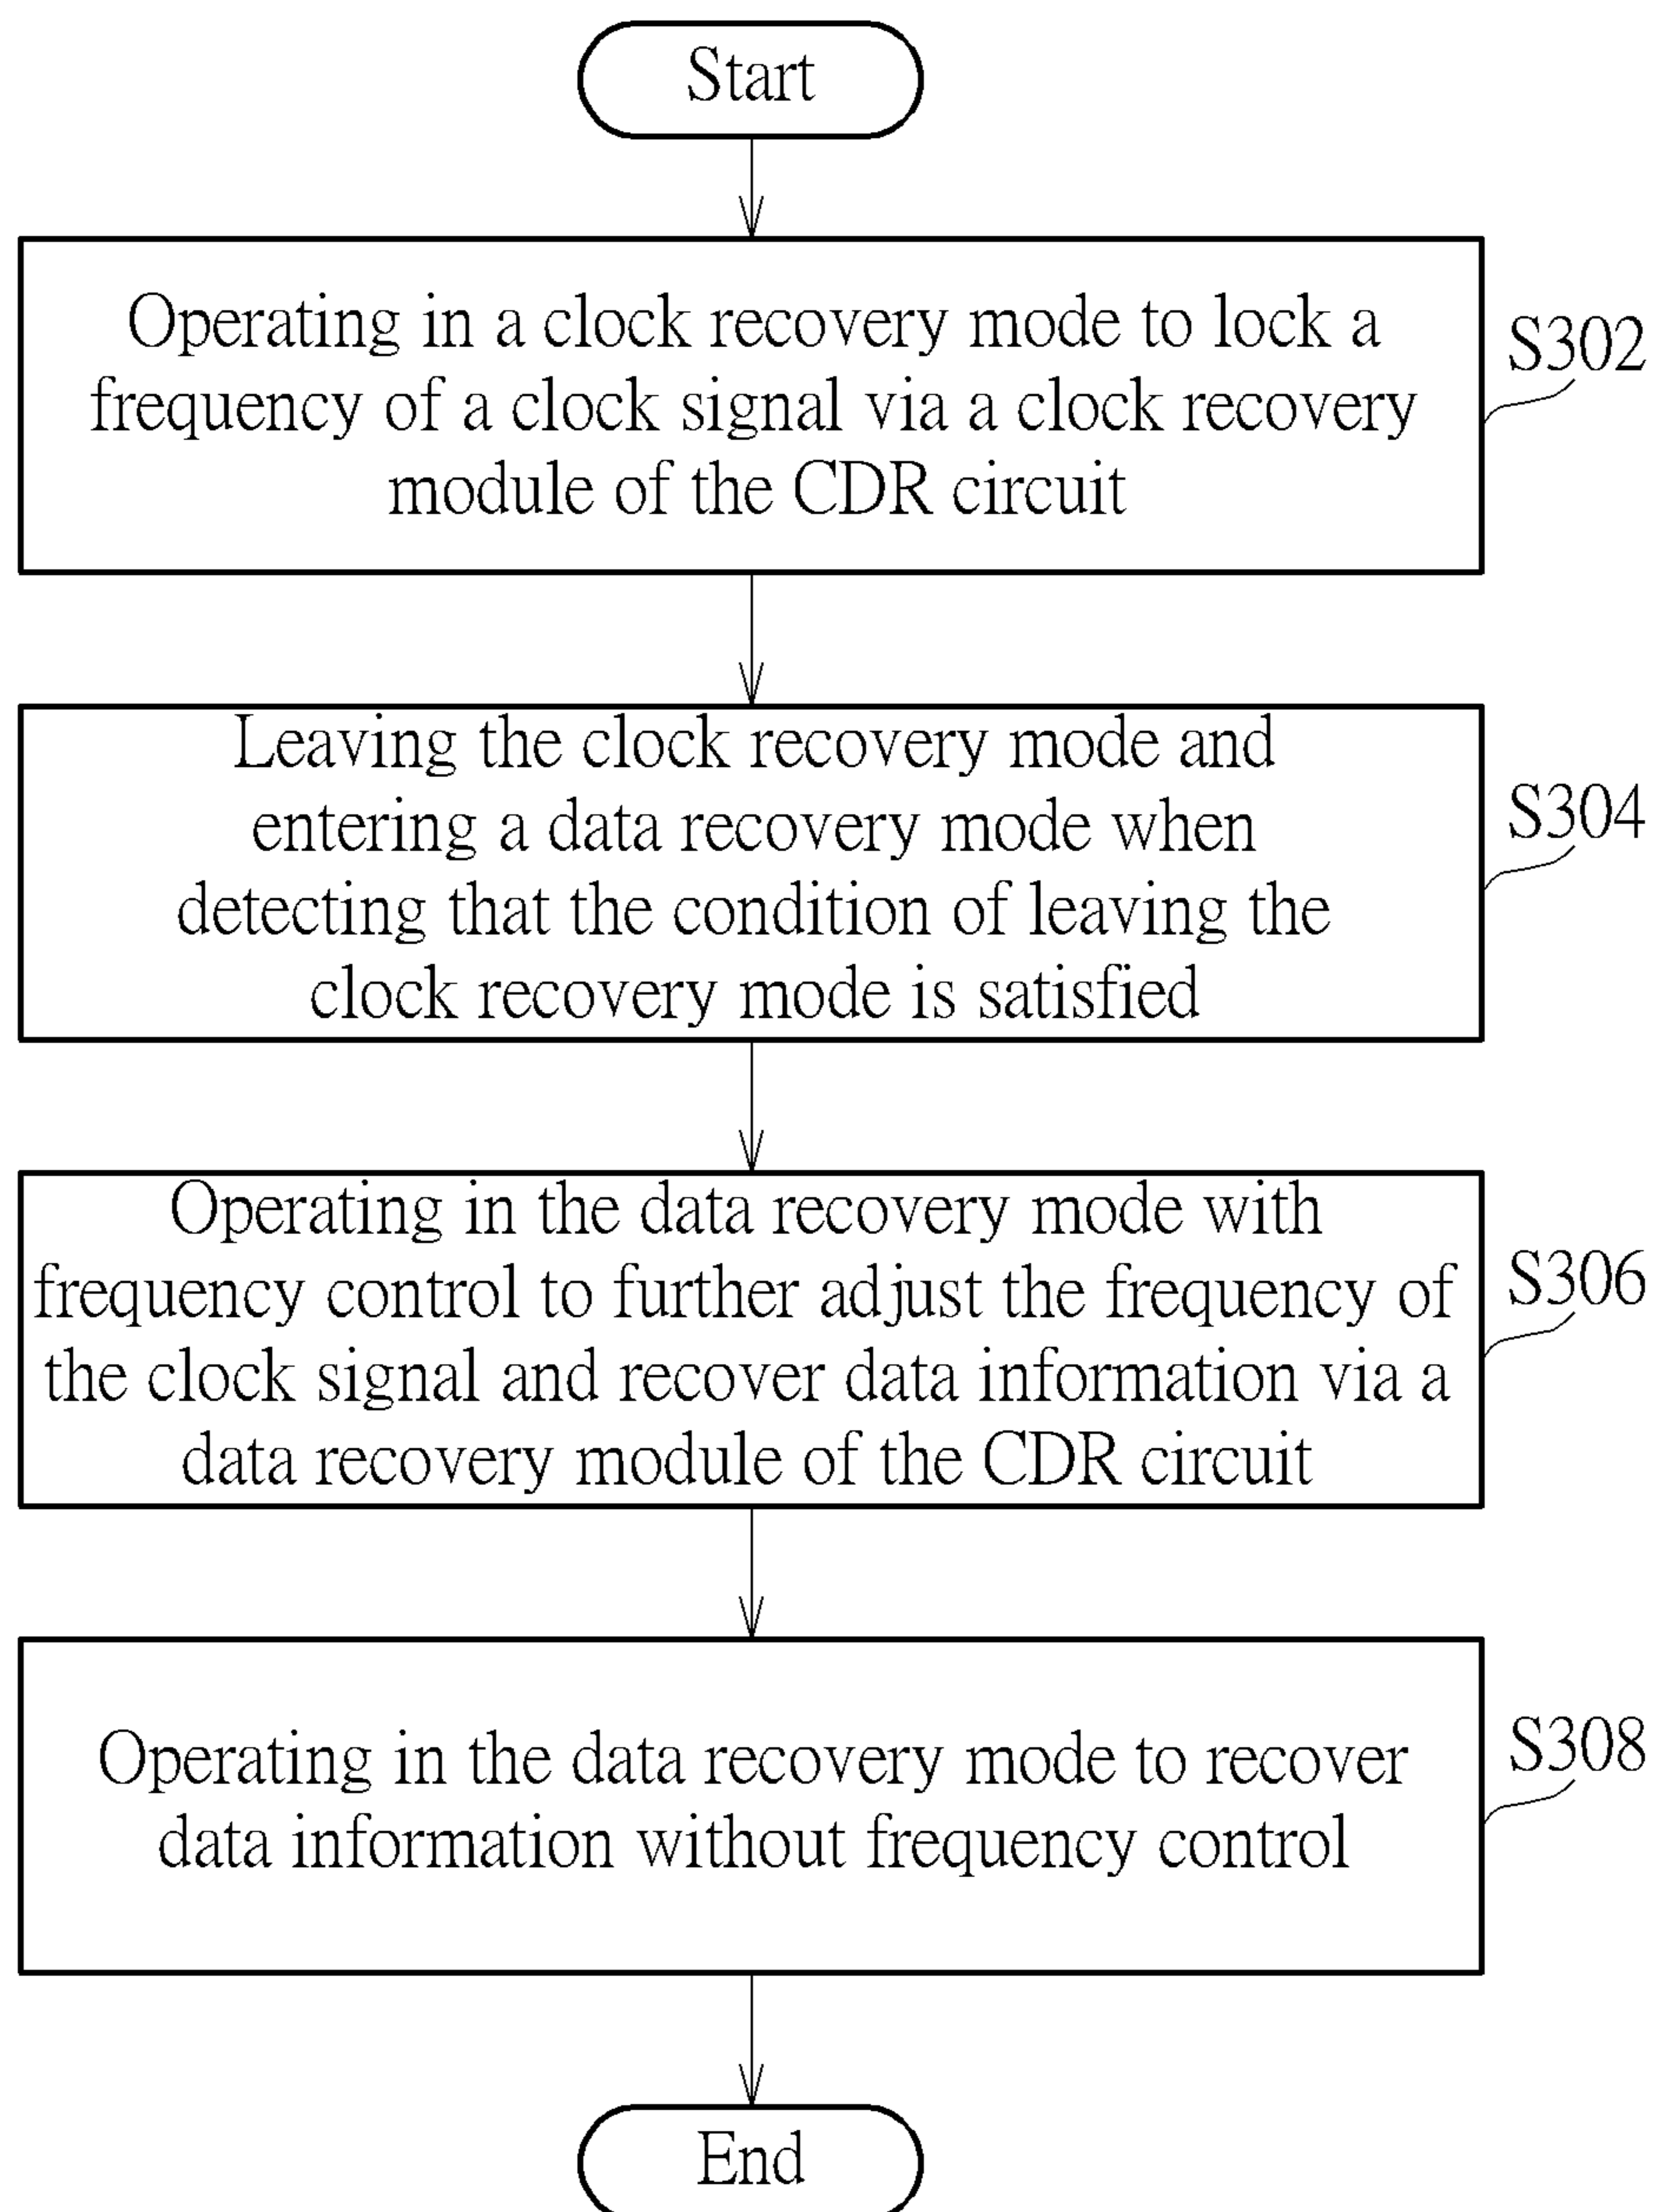 Start
Operating in a clock recovery mode to lock a
frequency of a clock signal via a clock recovery
module of the CDR circuit
S302
Leaving the clock recovery mode and
entering a data recovery mode when
detecting that the condition of leaving the
clock recovery mode is satisfied
S304
Operating in the data recovery mode with
frequency control to further adjust the frequency of
the clock signal and recover data information via a
data recovery module of the CDR circuit
S306
Operating in the data recovery mode to recover
data information without frequency control
S308
End